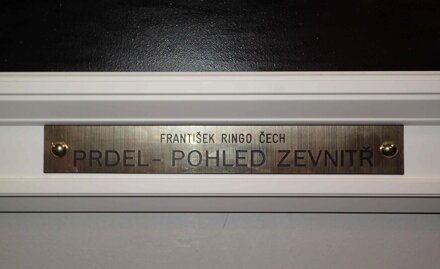 FRANTIŠEK RINGO ČECH
PRDEL- POHLED ZEVNITŘ